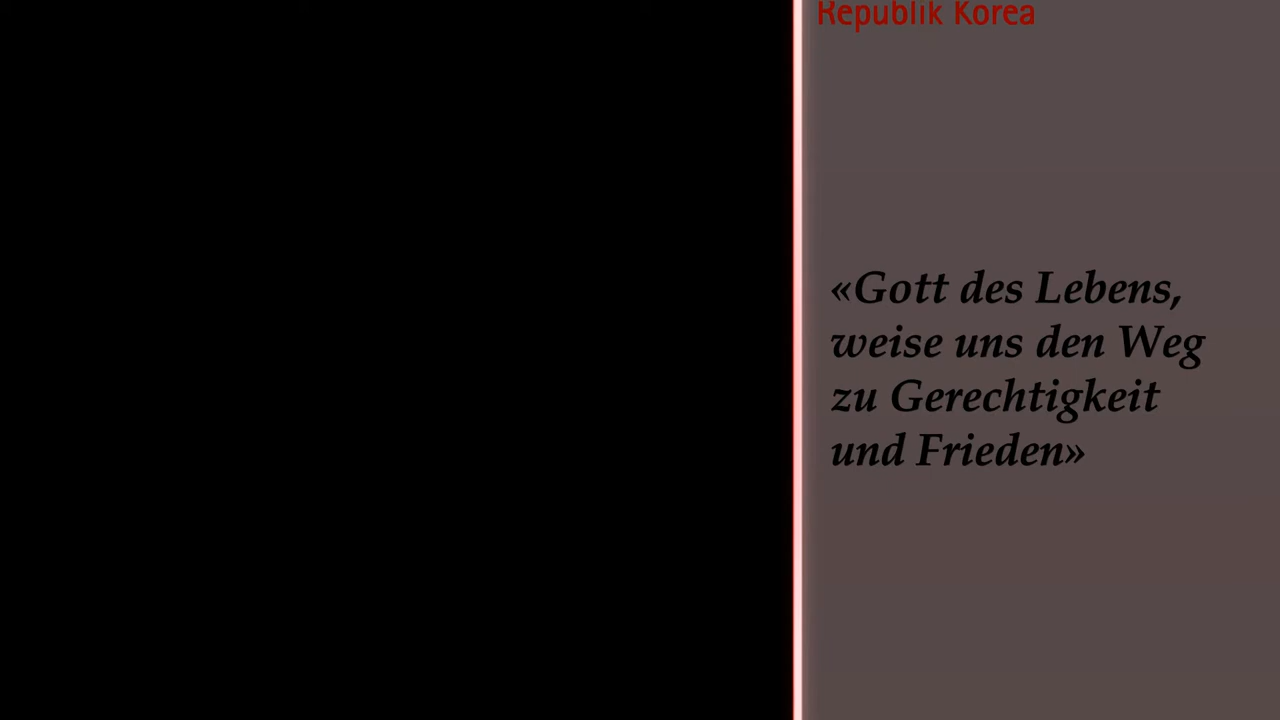 Republik Korea
«Gott des Lebens,
weise uns den Weg
zu Gerechtigkeit
und Frieden»